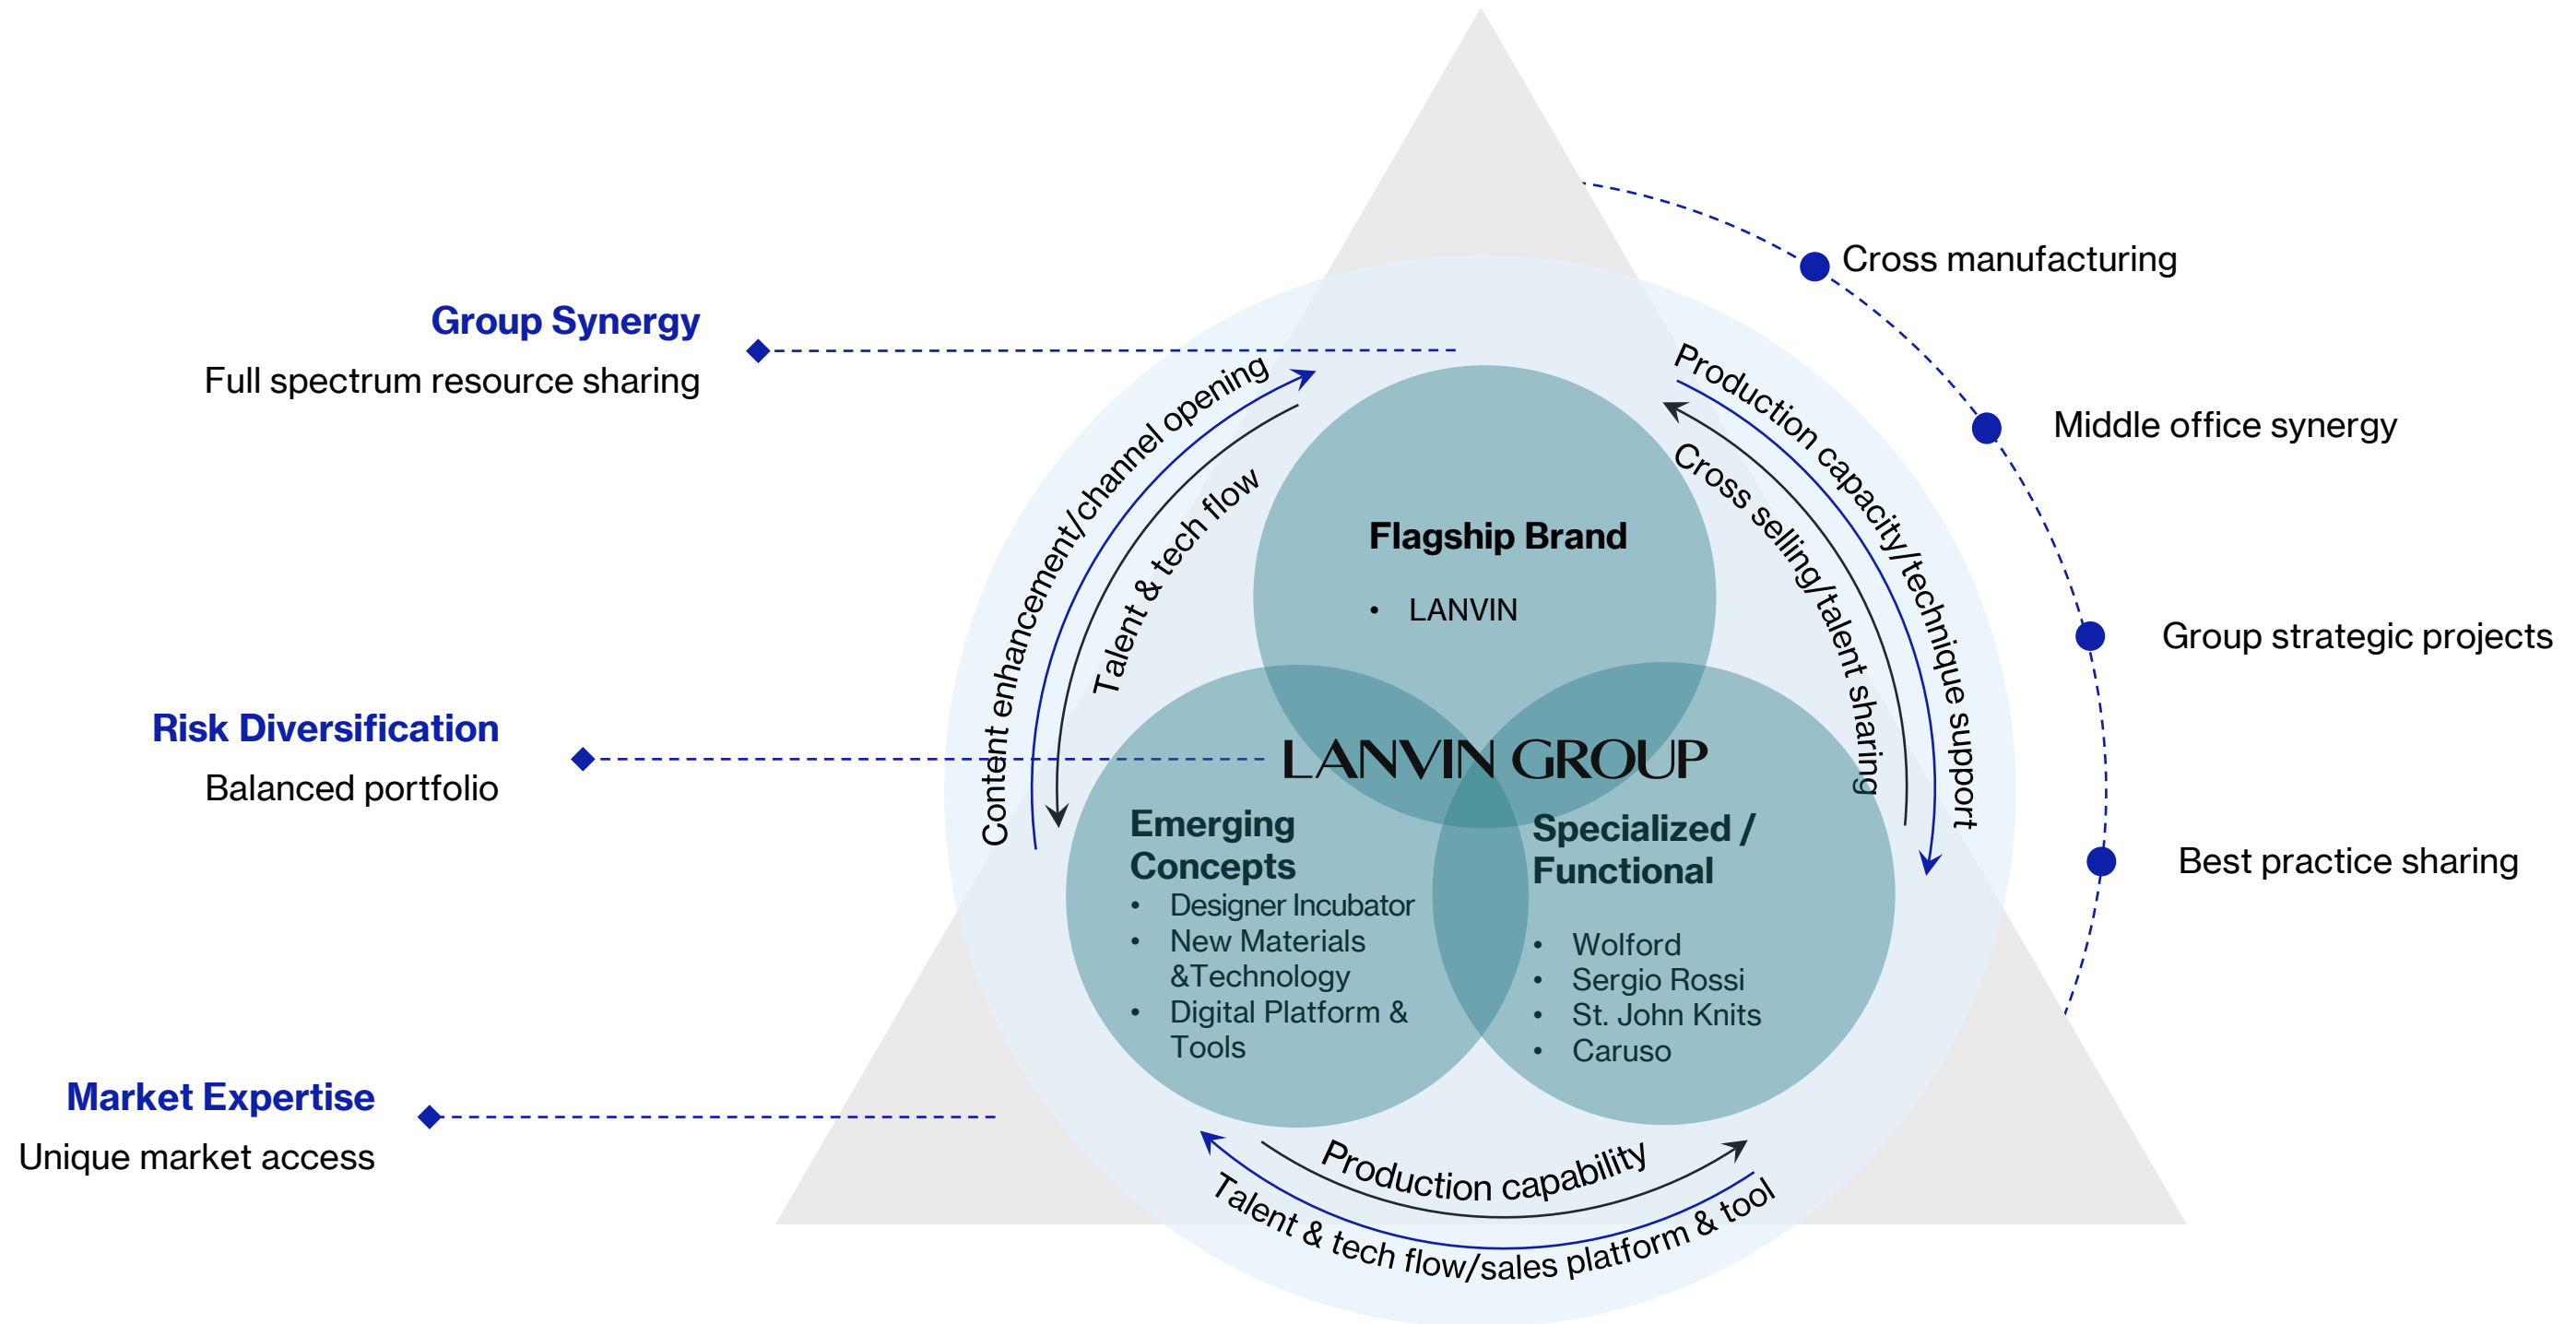 Cross manufacturing
Group Synergy
Full spectrum resource sharing
Content enhancement/channel opening
Talent & tech flow
Production capacity/technique support
Cross selling/talent sharing
Middle office synergy
Flagship Brand
• LANVIN
Group strategic projects
Risk Diversification
Balanced portfolio
LANVIN GROUP
Emerging
Concepts
• Designer Incubator
• New Materials
&Technology
• Digital Platform &
Tools
Specialized /
Functional
• Wolford
• Sergio Rossi
• St. John Knits
• Caruso
Best practice sharing
Market Expertise
Unique market access
Production capability
Talent & tech flow/sales platform & tool